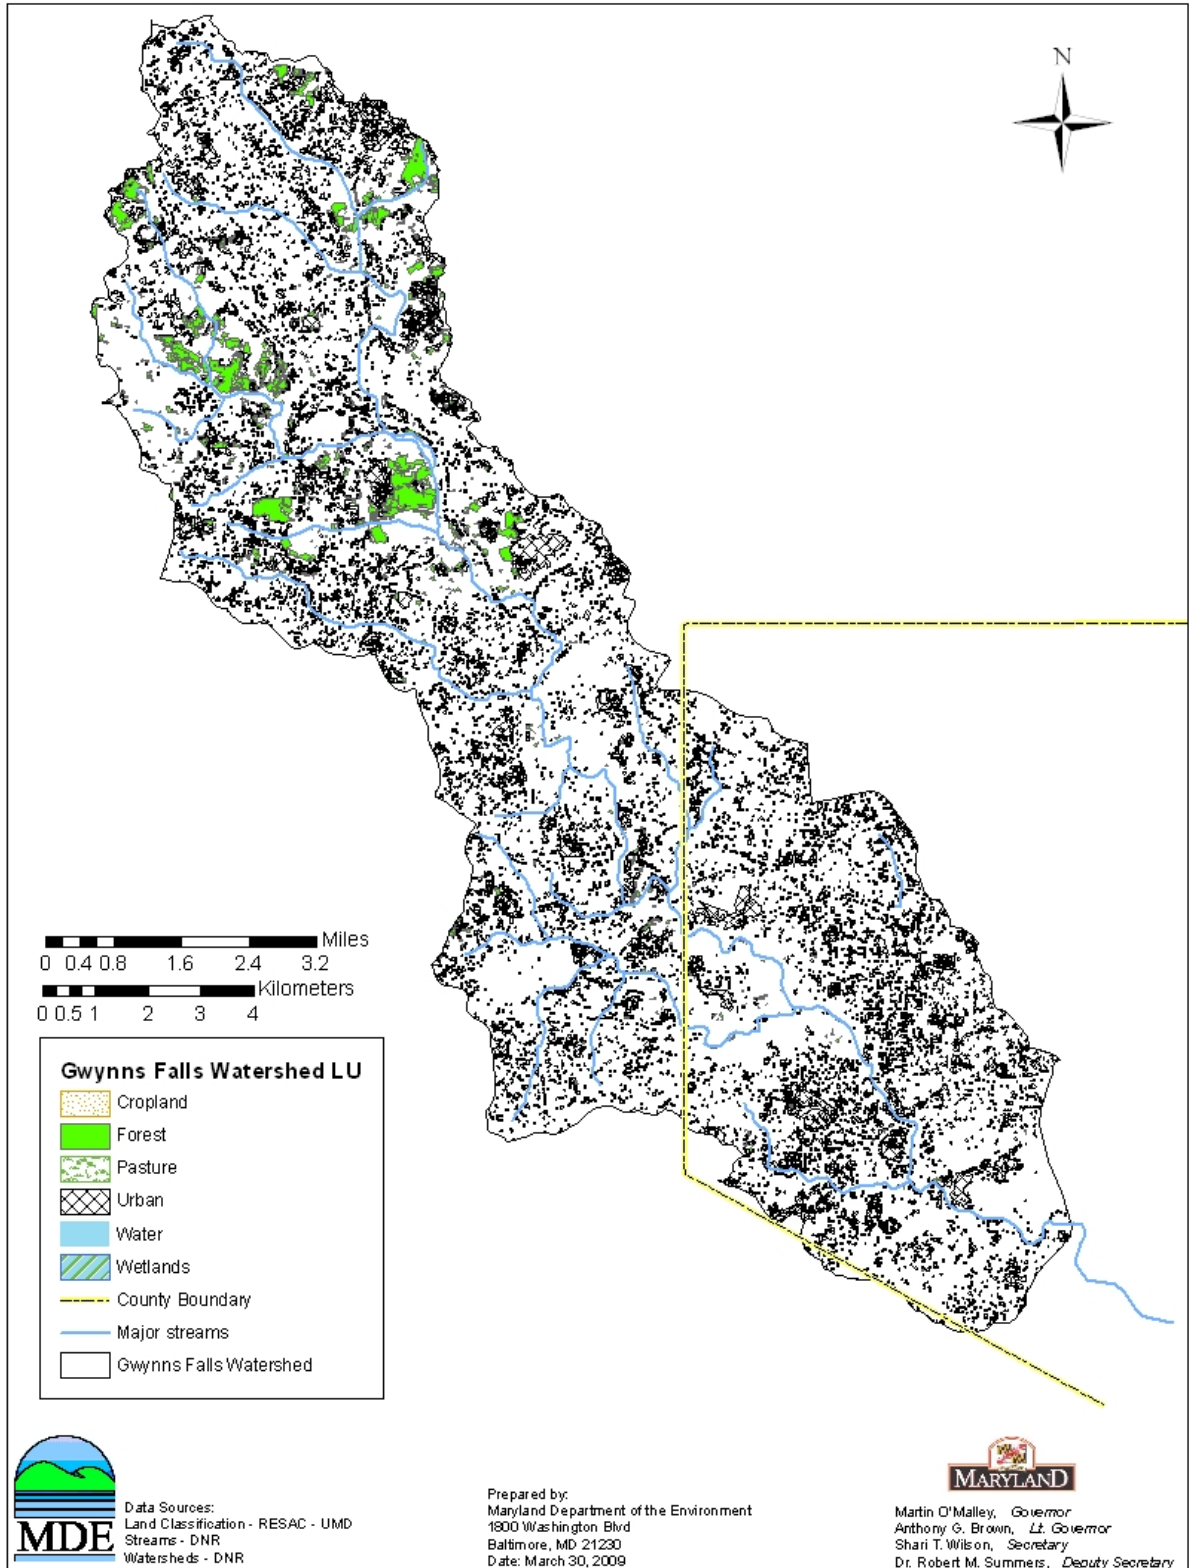 N
Miles
0 0.4 0.8 1.6 2.4 3.2
Kilometers
0 0.5 1 2 3 4
Gwynns Falls Watershed LU
Cropland
Forest
Pasture
Urban
Water
Wetlands
County Boundary
Major streams
Gwynns Falls Watershed
MDE
Data Sources:
Land Classification - RESAC - UMD
Streams - DNR
Watersheds - DNR
Prepared by:
Maryland Department of the Environment
1800 Washington Blvd
Baltimore, MD 21230
Date: March 30, 2009
MARYLAND
Martin O'Malley, Governor
Anthony G. Brown, Lt. Governor
Shari T. Wilson, Secretary
Dr. Robert M. Summers, Deputy Secretary